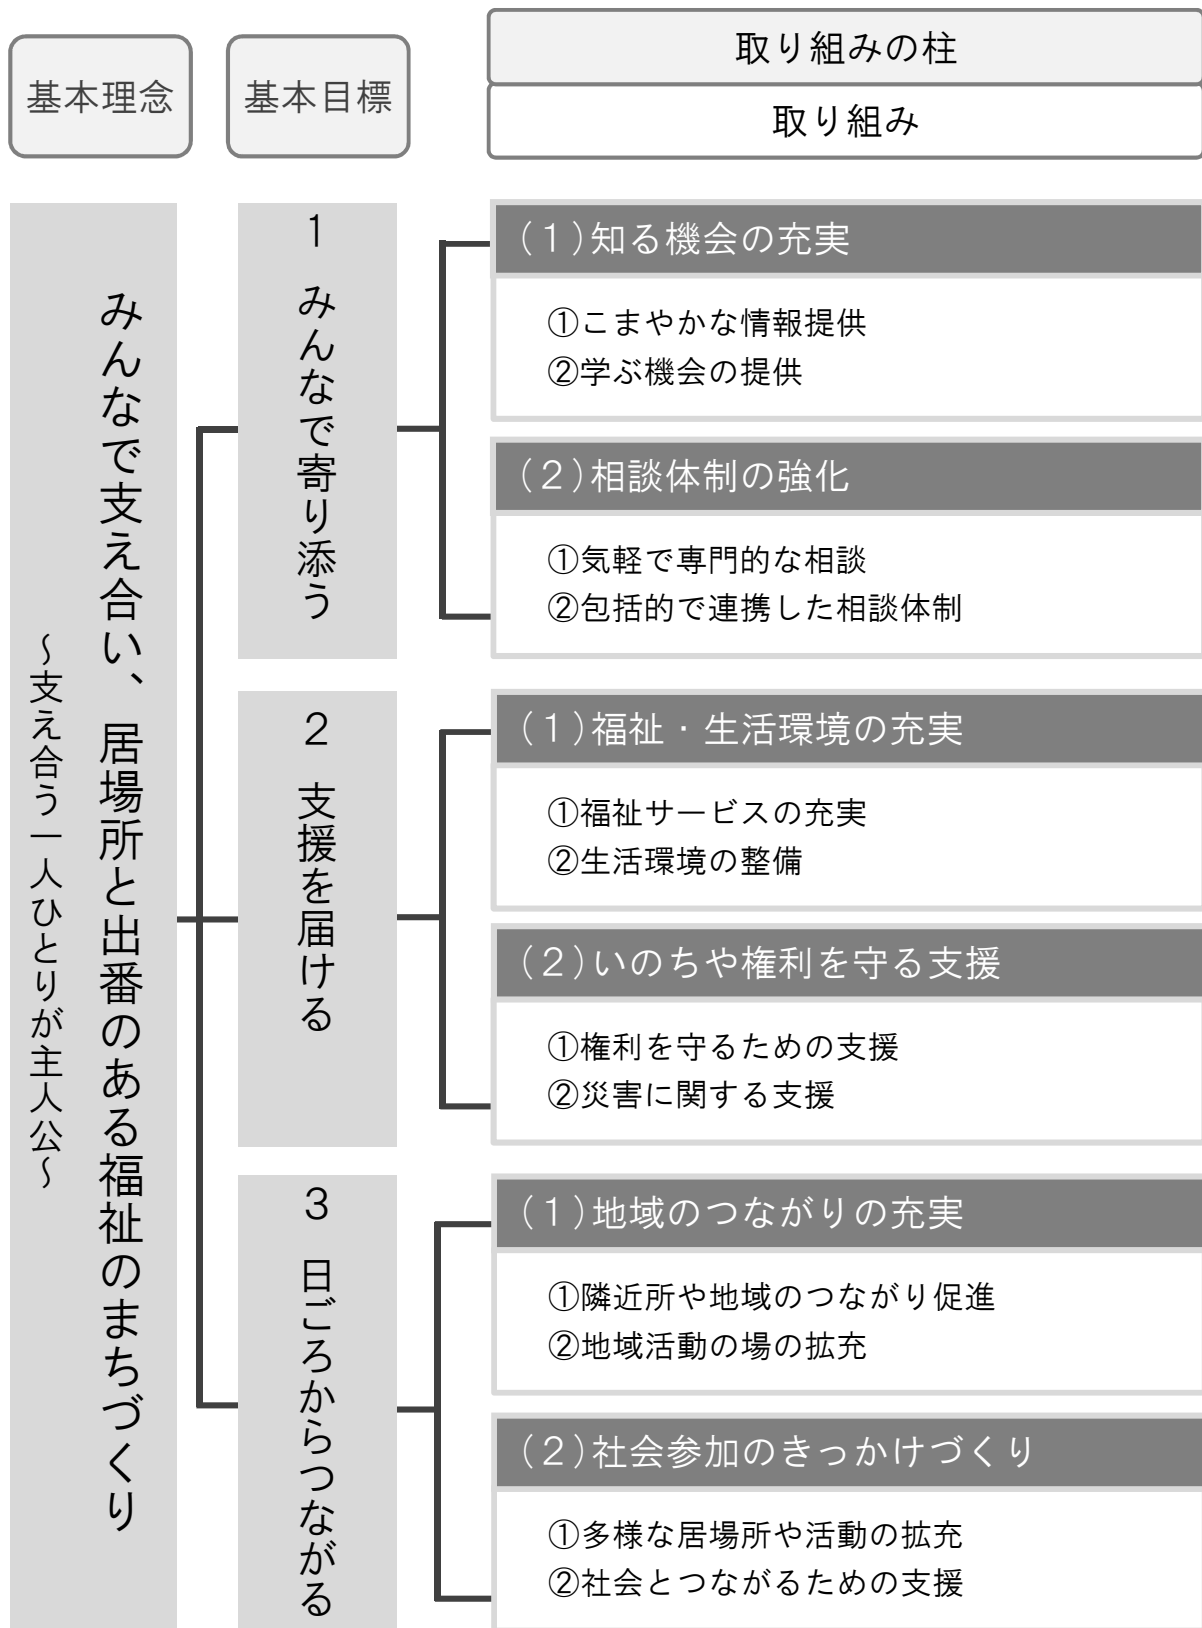 基本理念
基本目標
取り組みの柱
取り組み
みんなで支え合い、居場所と出番のある福祉のまちづくり
～支え合う一人ひとりが主人公～
1 みんなで寄り添う
(1)知る機会の充実
①こまやかな情報提供
②学ぶ機会の提供
(2)相談体制の強化
①気軽で専門的な相談
②包括的で連携した相談体制
2 支援を届ける
(1)福祉・生活環境の充実
①福祉サービスの充実
②生活環境の整備
(2)いのちや権利を守る支援
①権利を守るための支援
②災害に関する支援
3 日ごろからつながる
(1)地域のつながりの充実
①隣近所や地域のつながり促進
②地域活動の場の拡充
(2)社会参加のきっかけづくり
①多様な居場所や活動の拡充
②社会とつながるための支援